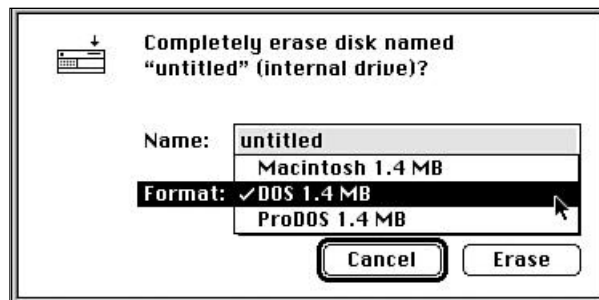 Completely erase disk named
“untitled” (internal drive)?
Name: untitled
Macintosh 1.4 MB
Format: ✓DOS 1.4 MB
ProDOS 1.4 MB
Cancel Erase